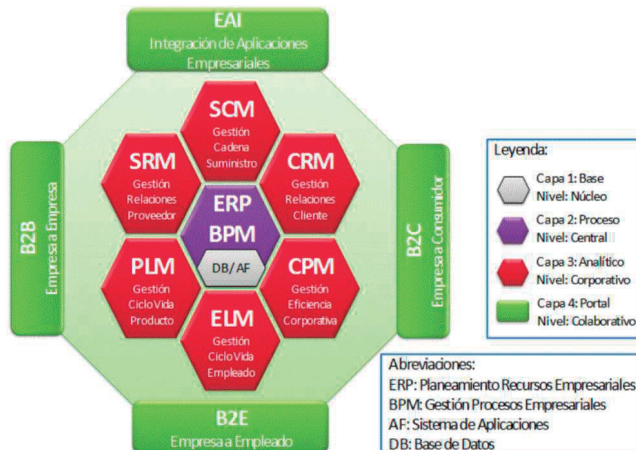 EAI
Integración de Aplicaciones
Empresariales
SCM
Gestión
Cadena
Suministro
SRM
Gestión
Relaciones
Proveedor
CRM
Gestión
Relaciones
Cliente
ERP
BPM
DB/AF
PLM
Gestión
Ciclo Vida
Producto
CPM
Gestión
Eficiencia
Corporativa
ELM
Gestión
Ciclo Vida
Empleado
B2B
Empresa a Empresa
B2C
Empresa a Consumidor
B2E
Empresa a Empleado
Leyenda:
Capa 1: Base
Nivel: Núcleo
Capa 2: Proceso
Nivel: Central
Capa 3: Analítico
Nivel: Corporativo
Capa 4: Portal
Nivel: Colaborativo
Abreviaciones:
ERP: Planeamiento Recursos Empresariales
BPM: Gestión Procesos Empresariales
AF: Sistema de Aplicaciones
DB: Base de Datos